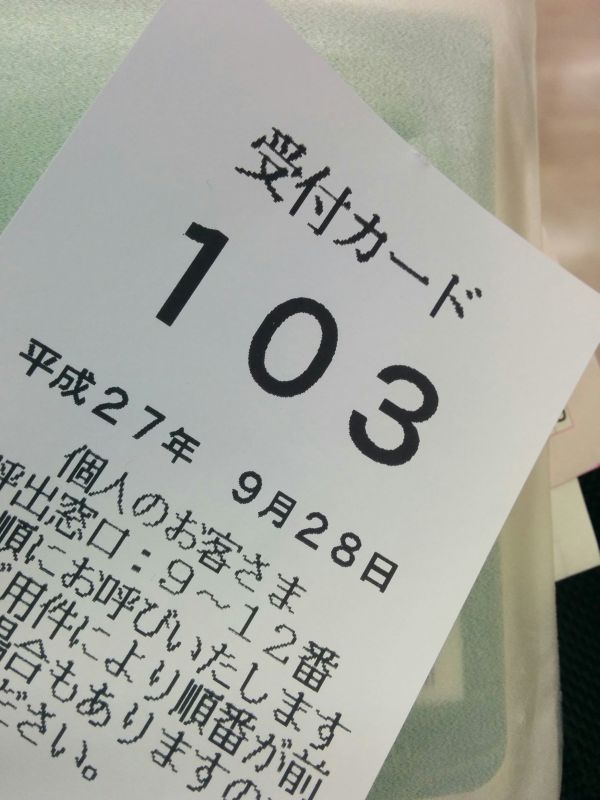 受付カード
103
平成27年 9月28日
個人のお客さま
呼出窓口：9～12番
順にお呼びいたします
用件により順番が前
場合もありますの
ださい。